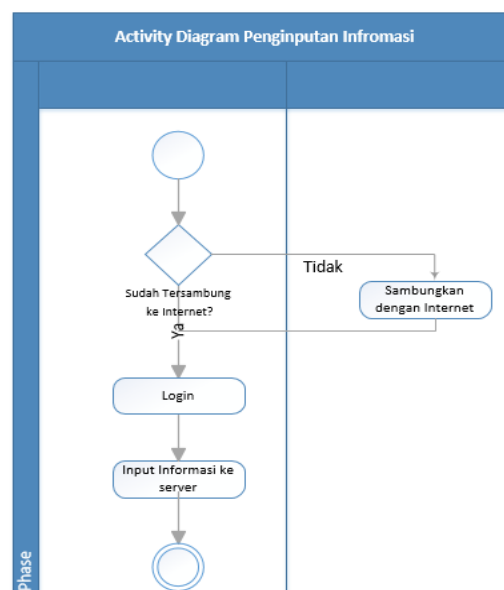 Activity Diagram Penginputan Infromasi
Tidak
Sudah Tersambung
ke Internet?
Sambungkan
dengan Internet
Ya
Login
Input Informasi ke
server
Phase